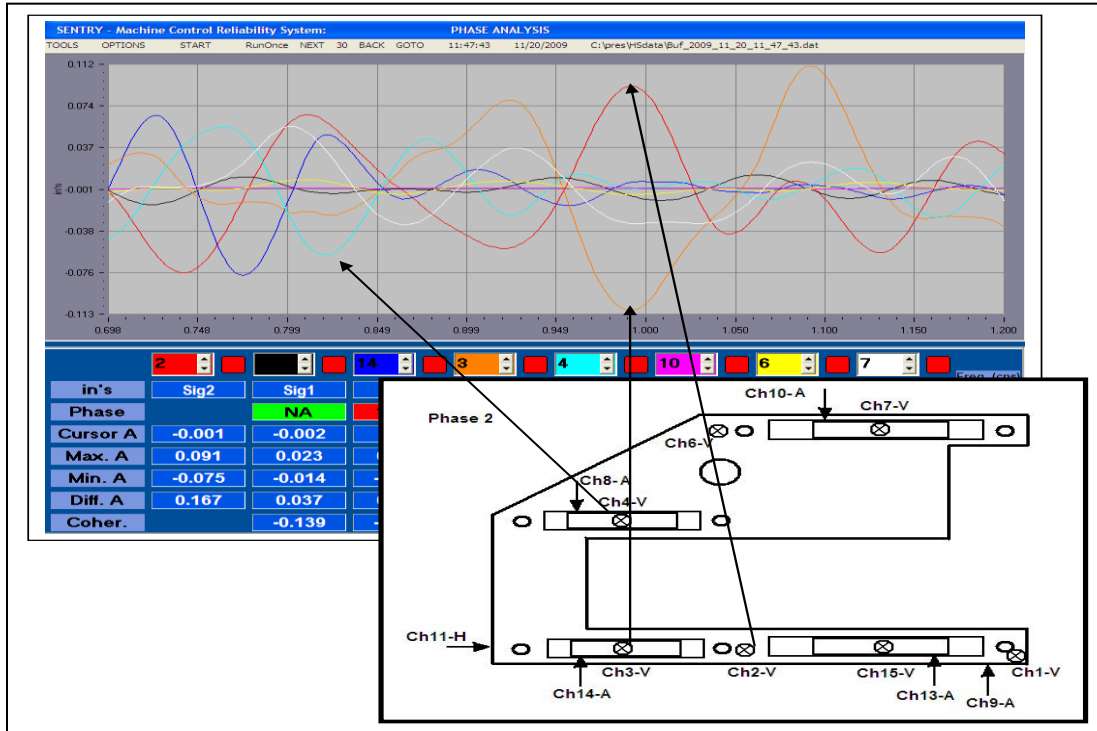 SENTRY - Machine Control Reliability System: PHASE ANALYSIS
TOOLS OPTIONS START RunOnce NEXT 30 BACK GOTO 11:47:43 11/20/2009 C:\pres\HSdata\Buf_2009_11_20_11_47_43.dat
0.112
0.074
0.037
-0.001
in/s
-0.038
-0.076
-0.113
0.698 0.748 0.799 0.849 0.899 0.949 1.000 1.050 1.100 1.150 1.200
2 14 3 4 10 6 7
in's Sig2 Sig1
Phase NA
Cursor A -0.001 -0.002
Max. A 0.091 0.023
Min. A -0.075 -0.014
Diff. A 0.167 0.037
Coher. -0.139
Phase 2
Ch10-A
Ch7-V
Ch6-V
Ch8-A
Ch4-V
Ch11-H
Ch3-V Ch2-V Ch15-V Ch1-V
Ch14-A Ch13-A
Ch9-A